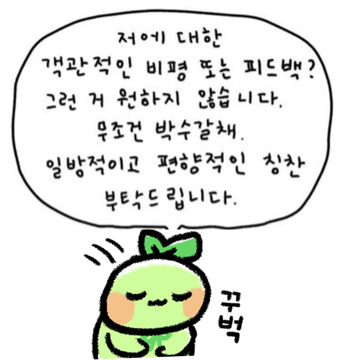 저에 대한
객관적인 비평 또는 피드백?
그런 거 원하지 않습니다.
무조건 박수갈채.
일방적이고 편향적인 칭찬
부탁드립니다.
꾸벅